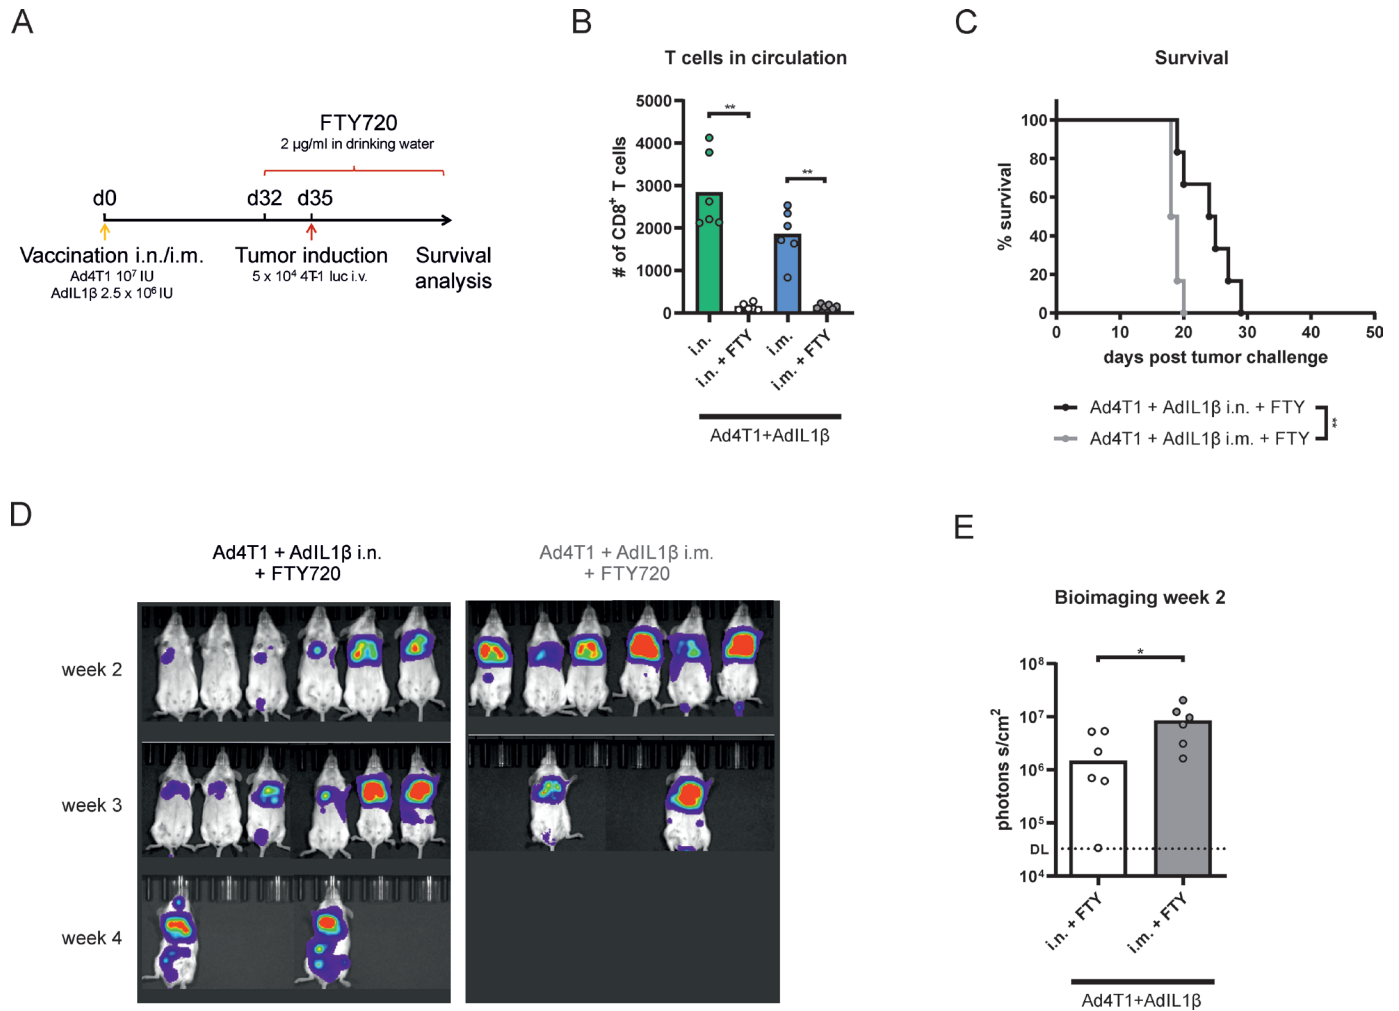 A
FTY720
2 µg/ml in drinking water
d0
d32
d35
Vaccination i.n./i.m.
Ad4T1 10⁷ IU
AdIL1β 2.5 x 10⁶ IU
Tumor induction
5 x 10⁴ 4T-1 luc i.v.
Survival
analysis
B
T cells in circulation
# of CD8⁺ T cells
5000
4000
3000
2000
1000
0
**
**
i.n.
i.n. + FTY
i.m.
i.m. + FTY
Ad4T1+AdIL1β
C
Survival
% survival
100
80
60
40
20
0
0 10 20 30 40 50
days post tumor challenge
Ad4T1 + AdIL1β i.n. + FTY
Ad4T1 + AdIL1β i.m. + FTY
**
D
Ad4T1 + AdIL1β i.n.
+ FTY720
Ad4T1 + AdIL1β i.m.
+ FTY720
week 2
week 3
week 4
E
Bioimaging week 2
photons s/cm²
10⁸
10⁷
10⁶
10⁵
DL
10⁴
*
i.n. + FTY
i.m. + FTY
Ad4T1+AdIL1β